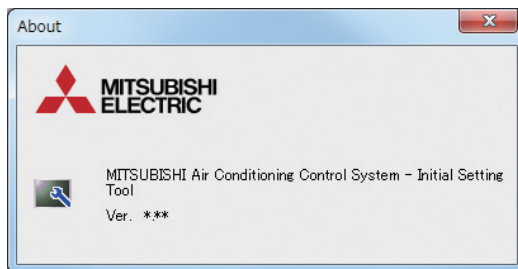 About
MITSUBISHI
ELECTRIC
MITSUBISHI Air Conditioning Control System - Initial Setting
Tool
Ver. *.**